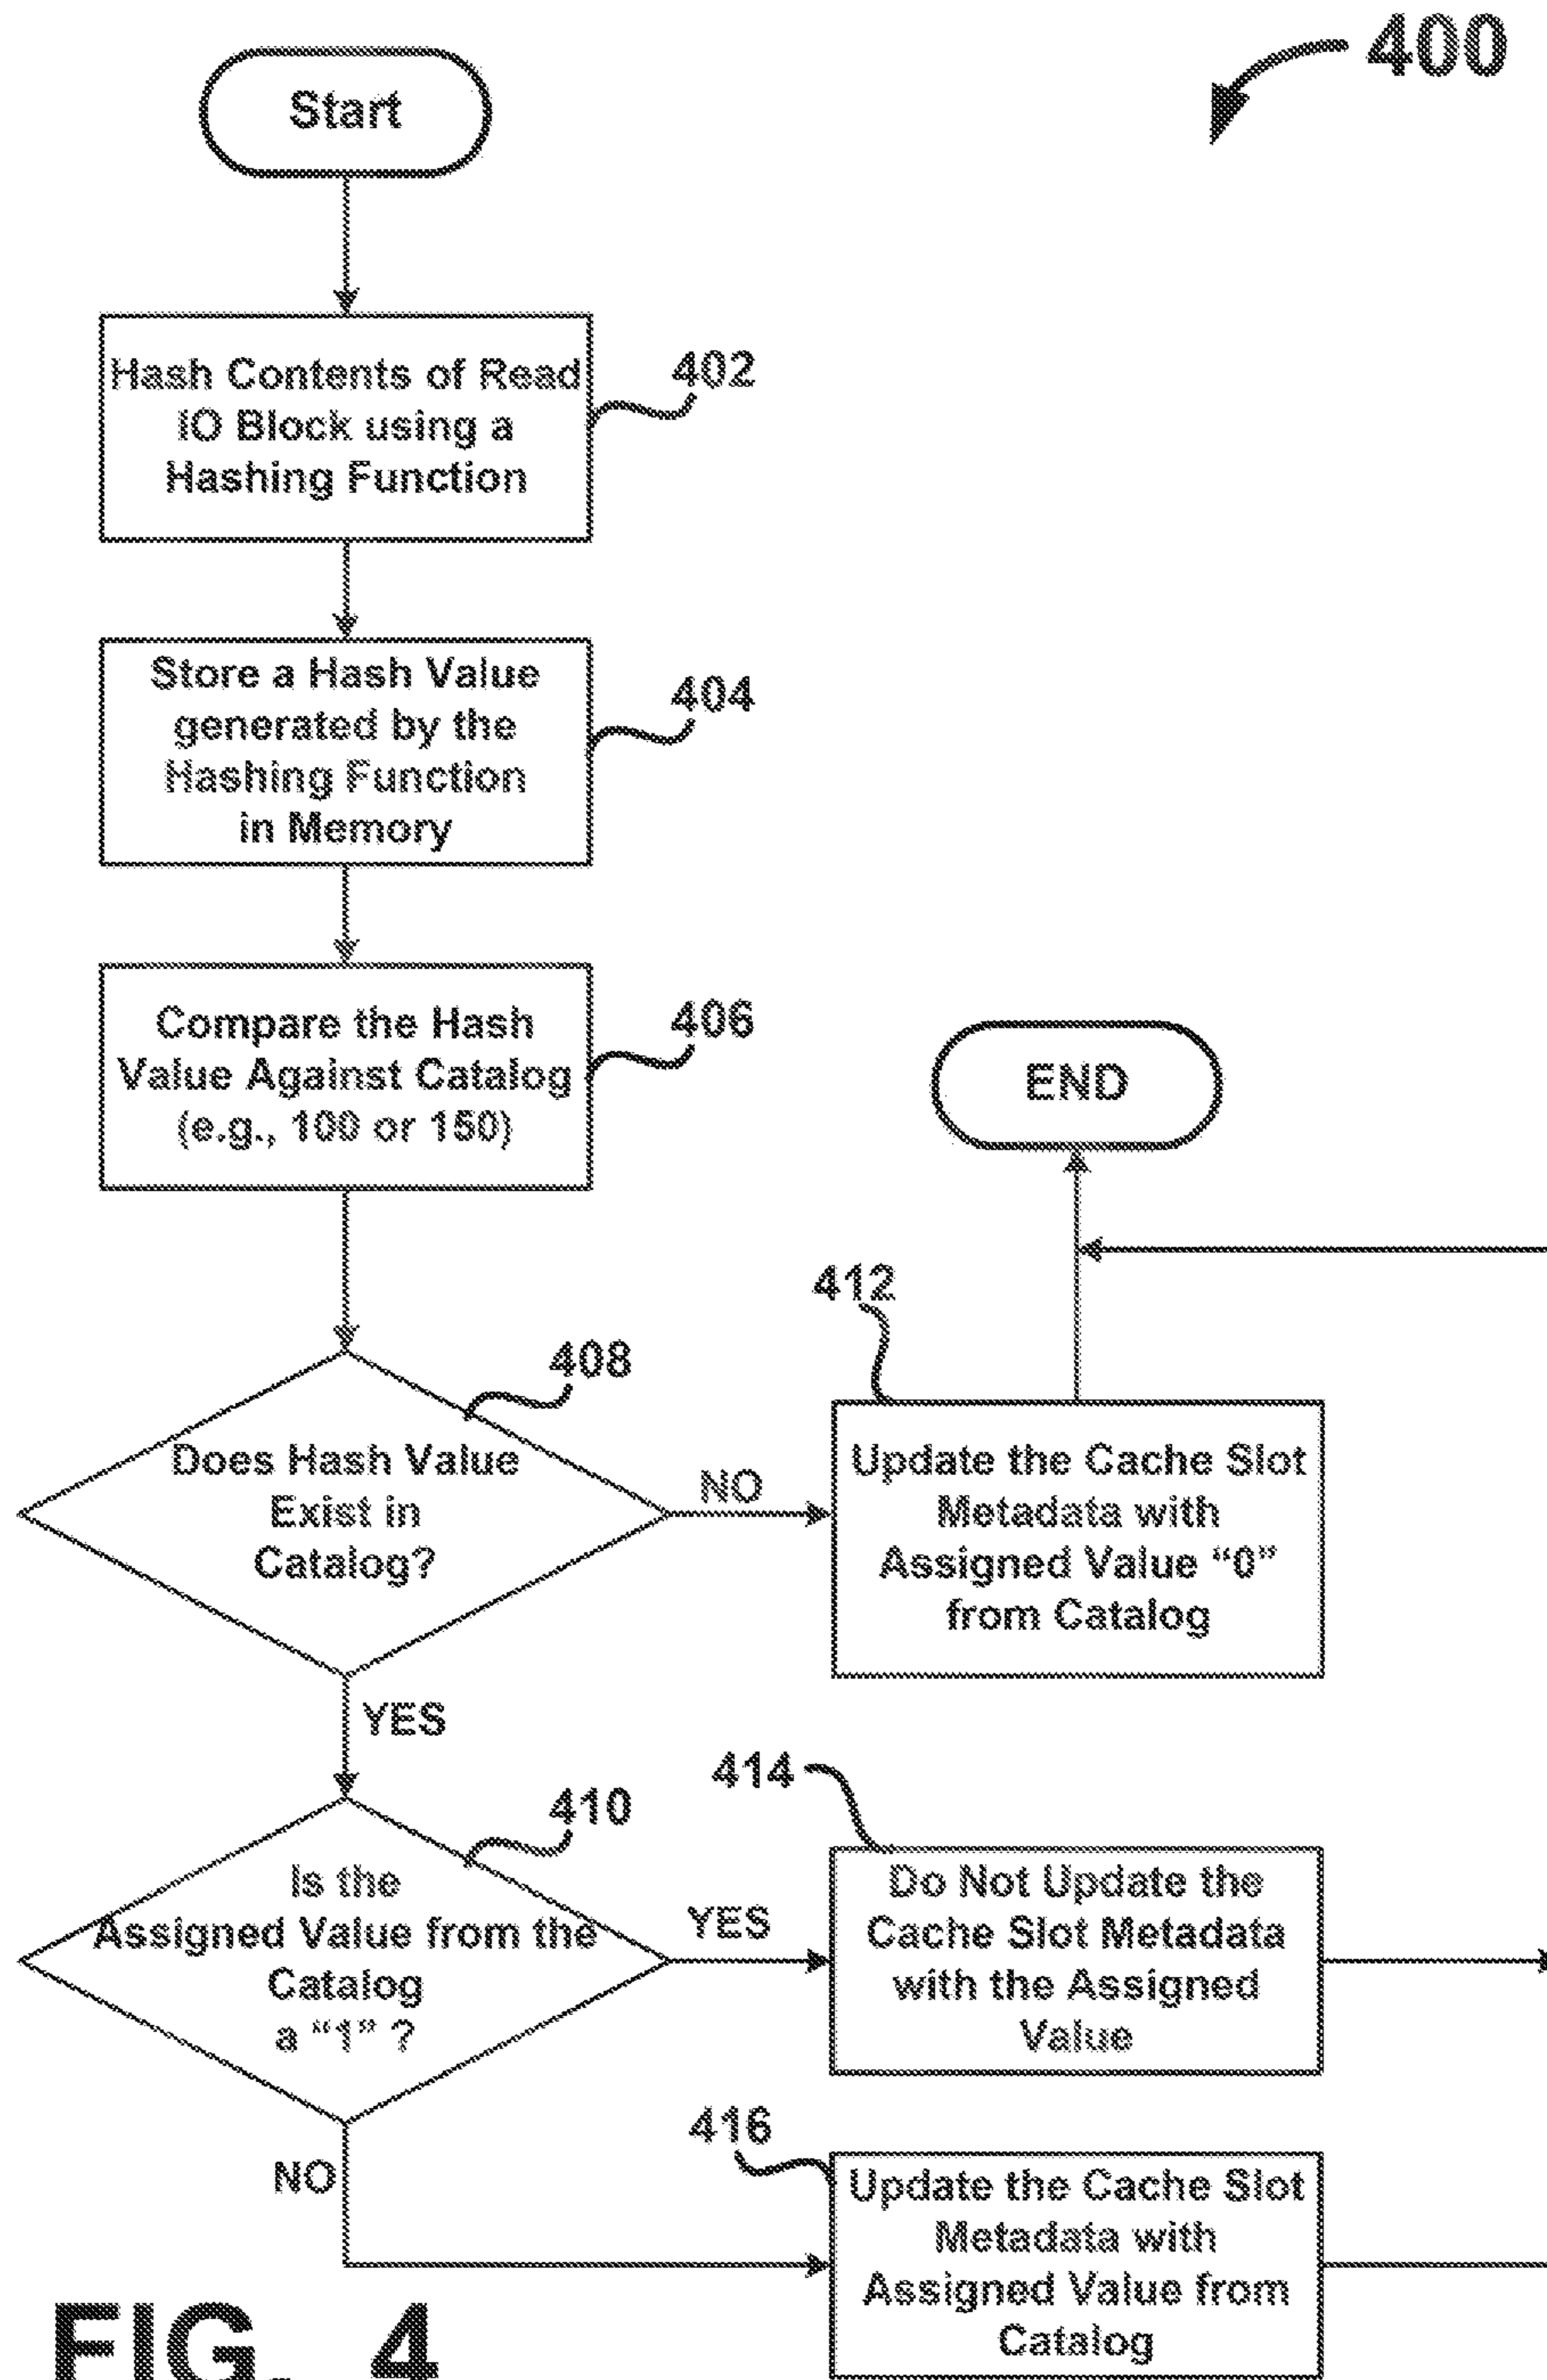 400
Start
Hash Contents of Read
IO Block using a
Hashing Function
402
Store a Hash Value
generated by the
Hashing Function
in Memory
404
Compare the Hash
Value Against Catalog
(e.g., 100 or 150)
406
END
Does Hash Value
Exist in
Catalog?
408
NO
412
Update the Cache Slot
Metadata with
Assigned Value “0”
from Catalog
YES
Is the
Assigned Value from the
Catalog
a “1” ?
410
YES
414
Do Not Update the
Cache Slot Metadata
with the Assigned
Value
NO
416
Update the Cache Slot
Metadata with
Assigned Value from
Catalog
FIG. 4